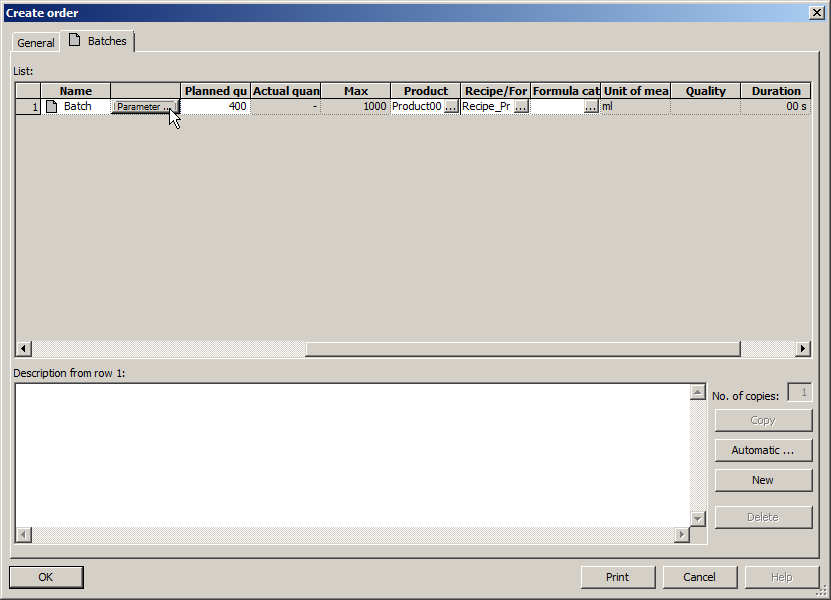 Create order
General
Batches
List:
Name Planned qu Actual quan Max Product Recipe/For Formula cat Unit of mea Quality Duration
1 Batch Parameter ... 400 - 1000 Product00 ... Recipe_Pr ... ... ml 00 s
Description from row 1:
No. of copies: 1
Copy
Automatic ...
New
Delete
OK Print Cancel Help